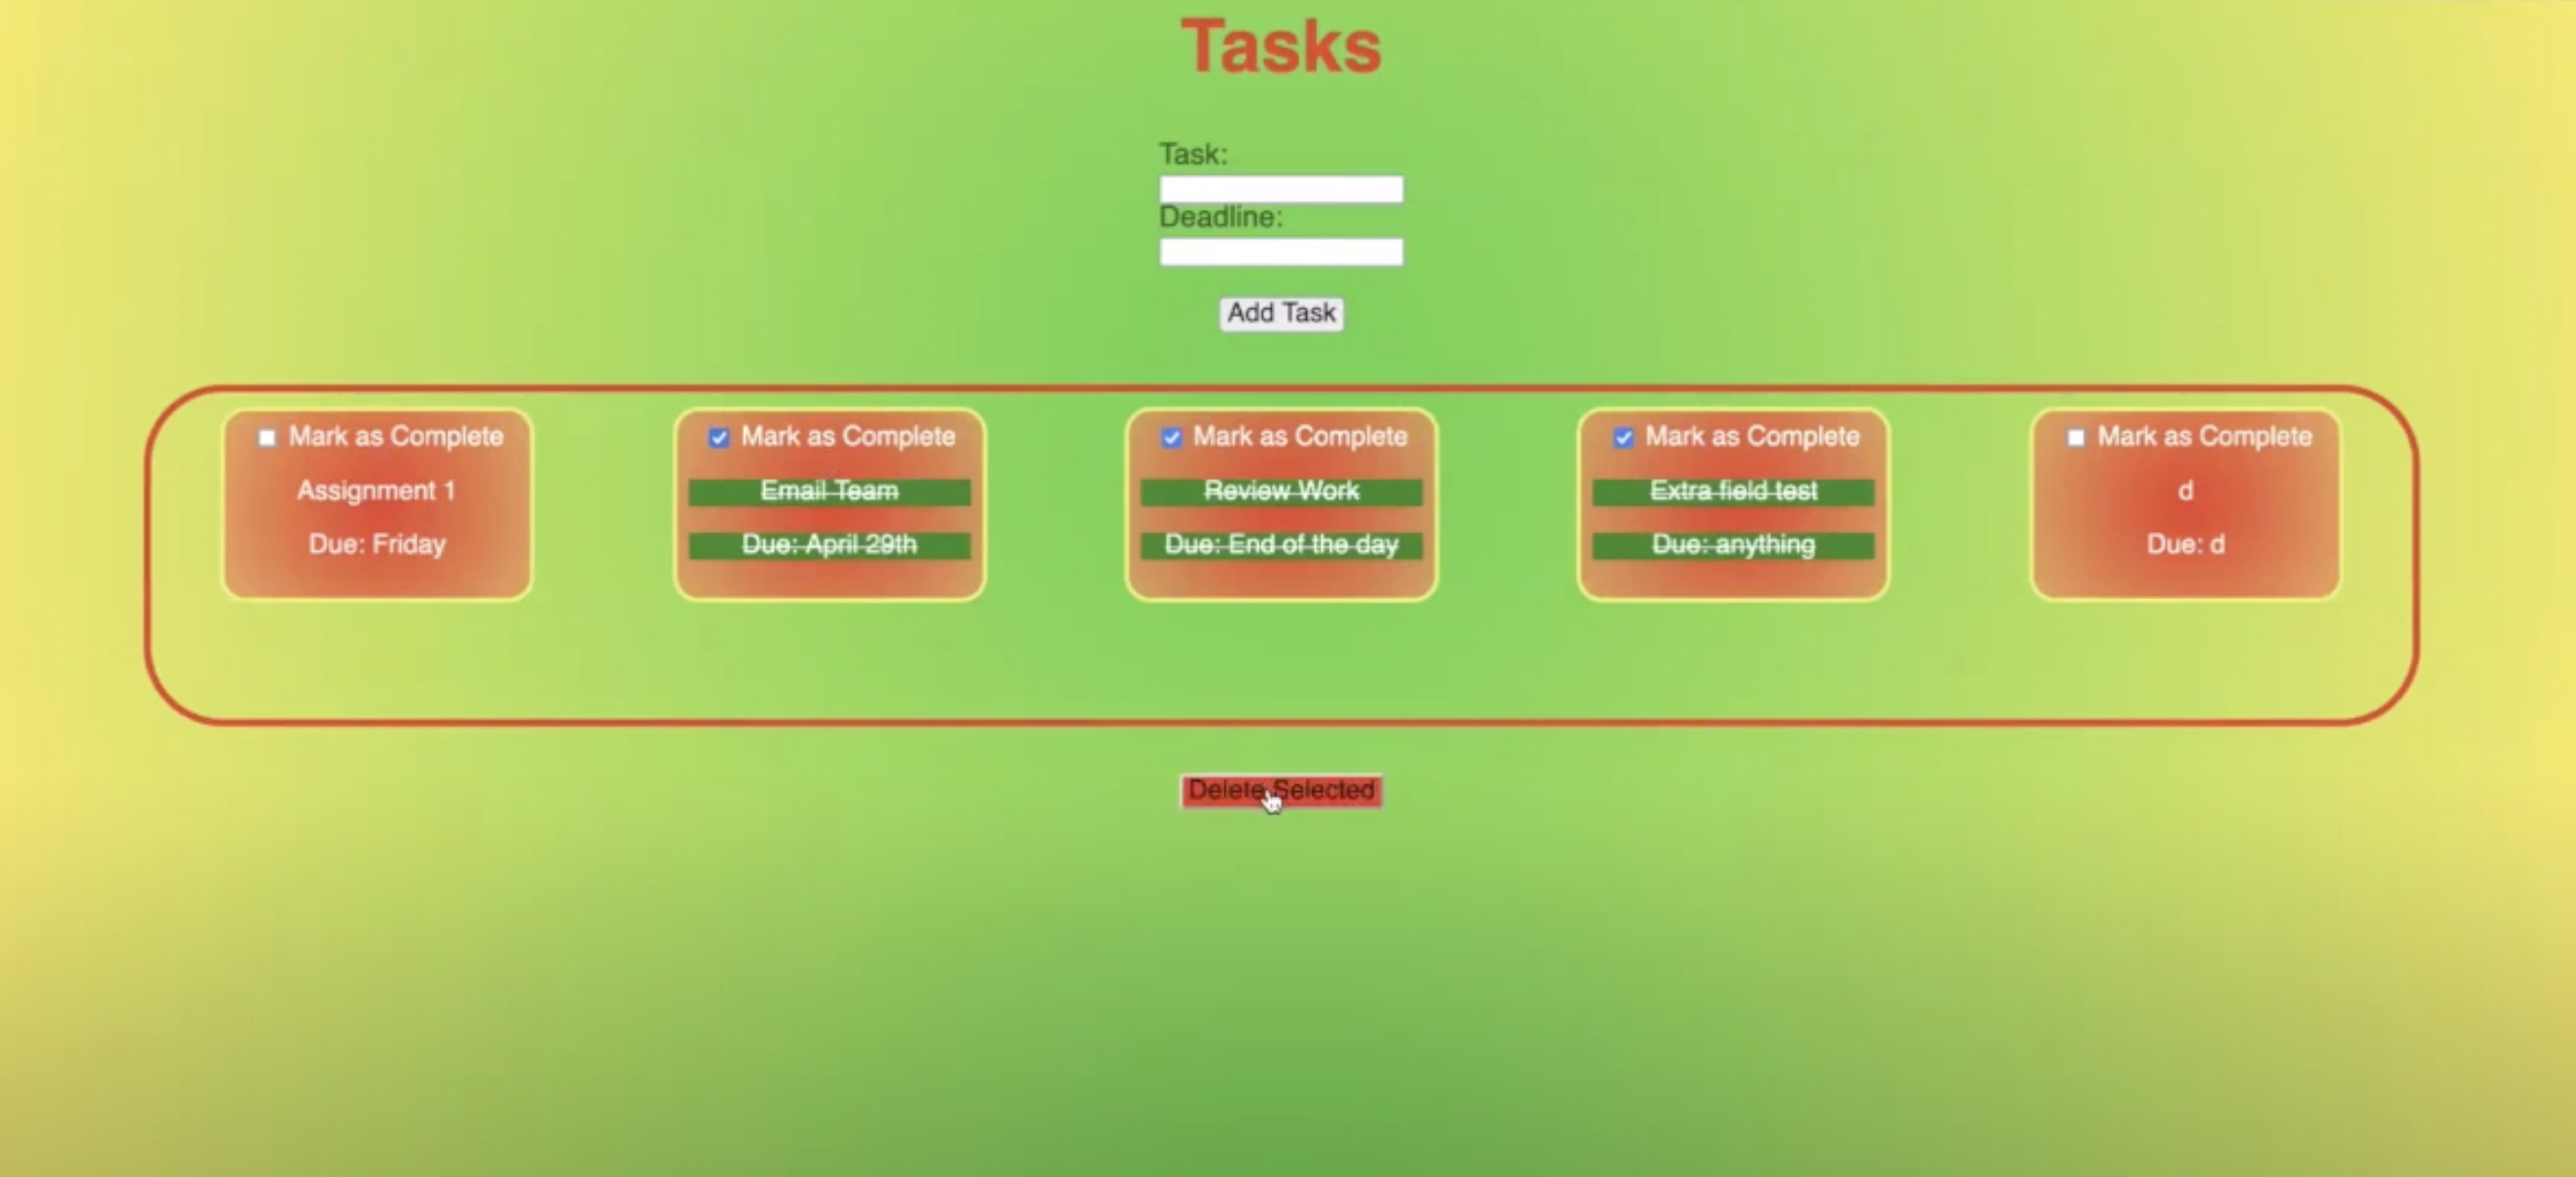 Tasks
Task:
Deadline:
Add Task
Mark as Complete
Assignment 1
Due: Friday
Mark as Complete
Email Team
Due: April 29th
Mark as Complete
Review Work
Due: End of the day
Mark as Complete
Extra field test
Due: anything
Mark as Complete
d
Due: d
Delete Selected